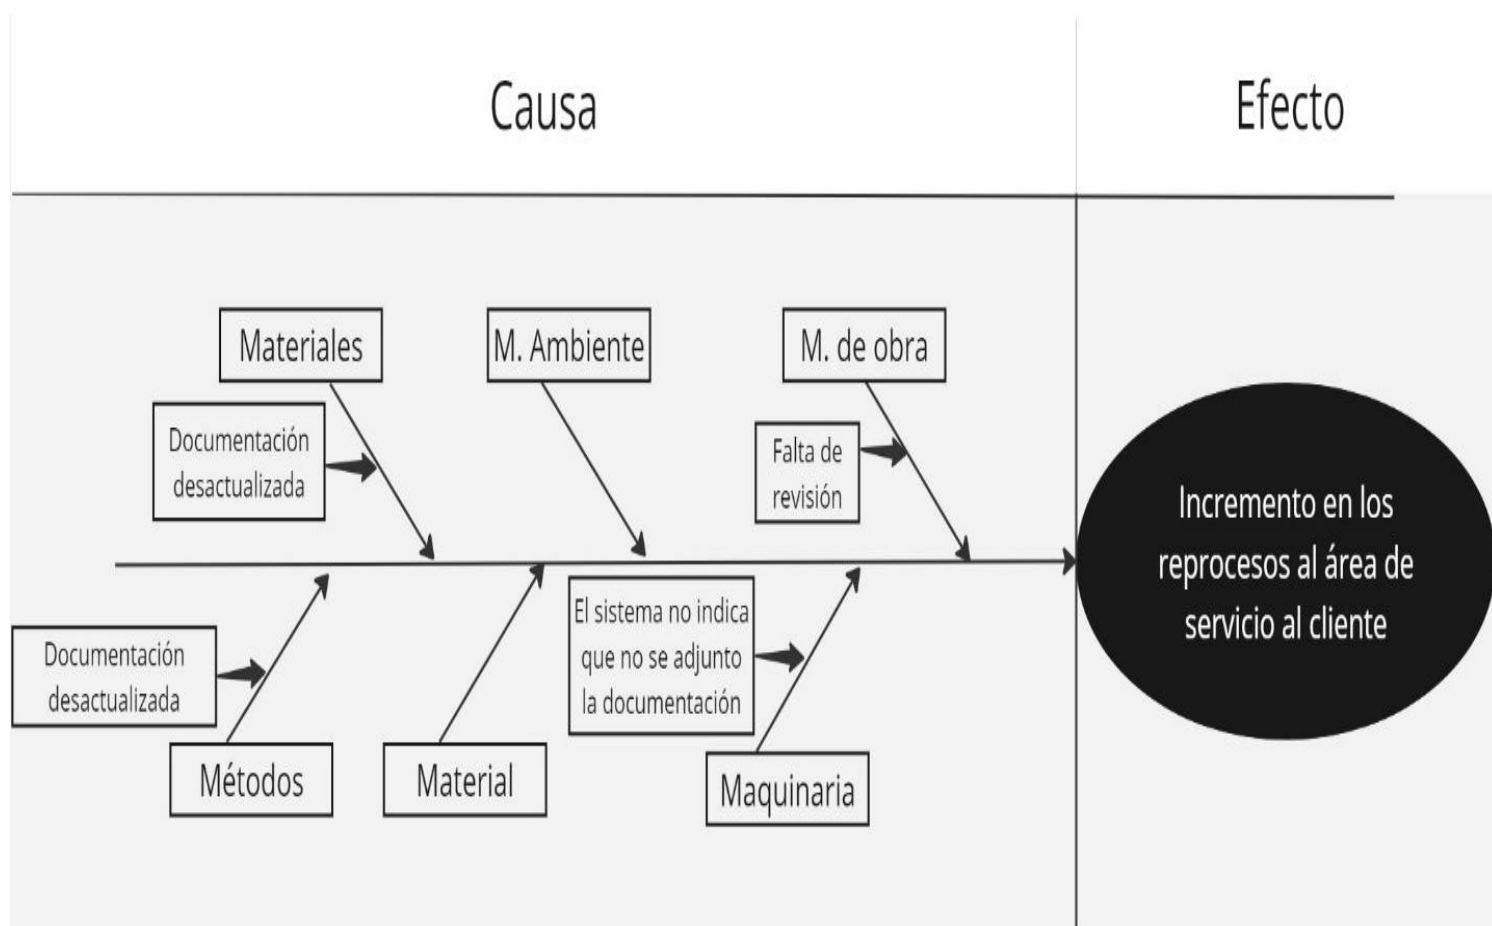 Causa
Efecto
Materiales
M. Ambiente
M. de obra
Documentación
desactualizada
Falta de
revisión
Incremento en los
reprocesos al área de
servicio al cliente
El sistema no indica
que no se adjunto
la documentación
Documentación
desactualizada
Métodos
Material
Maquinaria